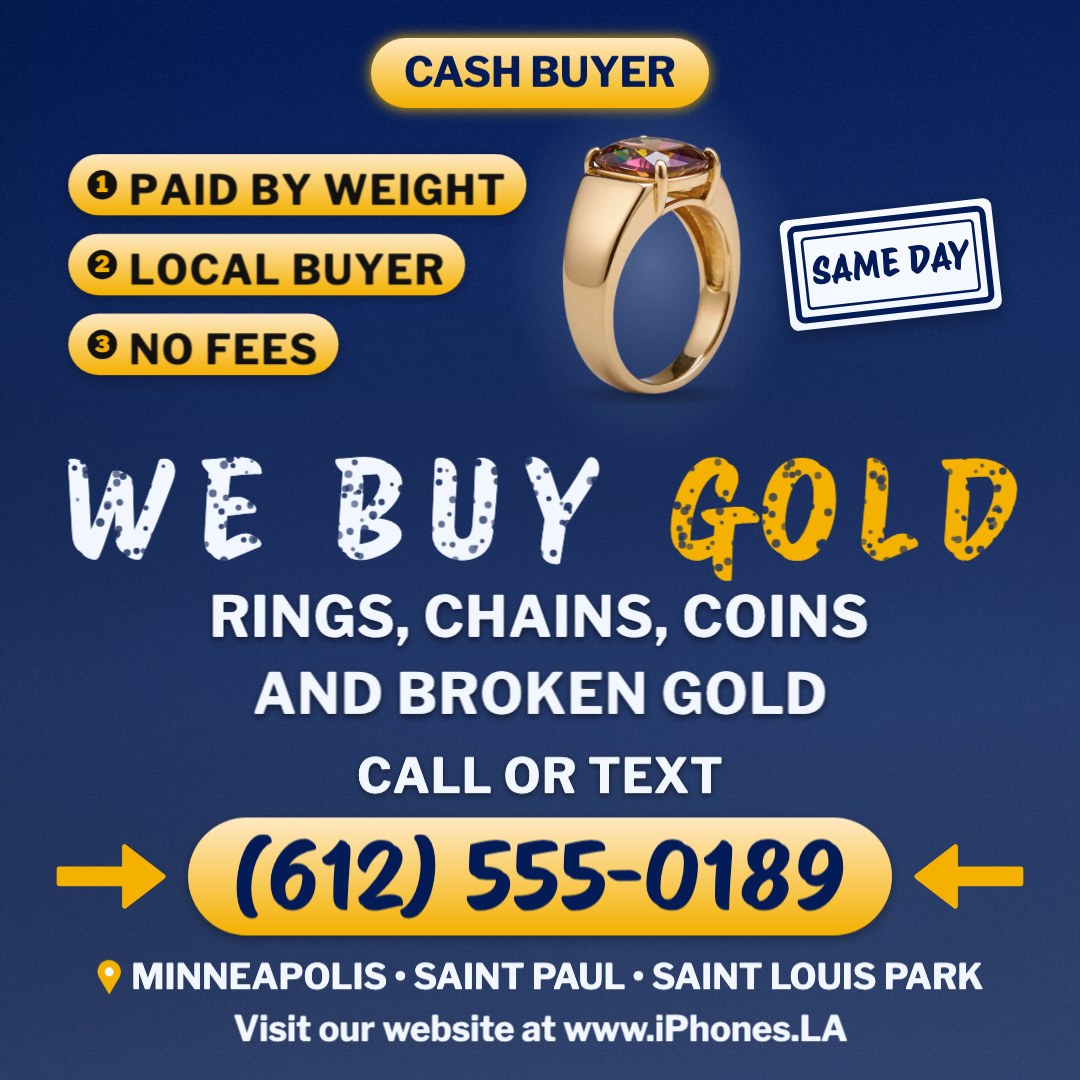 CASH BUYER
1 PAID BY WEIGHT
2 LOCAL BUYER
3 NO FEES
SAME DAY
WE BUY GOLD
RINGS, CHAINS, COINS
AND BROKEN GOLD
CALL OR TEXT
(612) 555-0189
MINNEAPOLIS • SAINT PAUL • SAINT LOUIS PARK
Visit our website at www.iPhones.LA